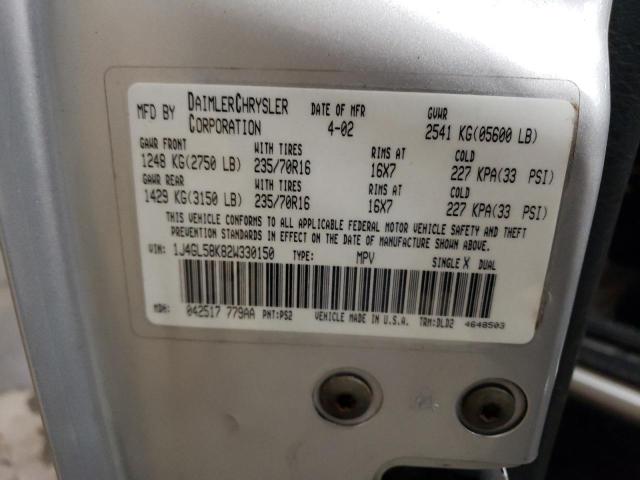 MFD BY DAIMLERCHRYSLER CORPORATION DATE OF MFR 4-02 GVWR 2541 KG(05600 LB)
GAWR FRONT WITH TIRES RIMS AT COLD
1248 KG(2750 LB) 235/70R16 16X7 227 KPA(33 PSI)
GAWR REAR WITH TIRES RIMS AT COLD
1429 KG(3150 LB) 235/70R16 16X7 227 KPA(33 PSI)
THIS VEHICLE CONFORMS TO ALL APPLICABLE FEDERAL MOTOR VEHICLE SAFETY AND THEFT
PREVENTION STANDARDS IN EFFECT ON THE DATE OF MANUFACTURE SHOWN ABOVE.
VIN: 1J4GL58K82W330150 TYPE: MPV SINGLE X DUAL
MDH: 042517 779AA PNT:PS2 VEHICLE MADE IN U.S.A. TRM:DLD2 4648503